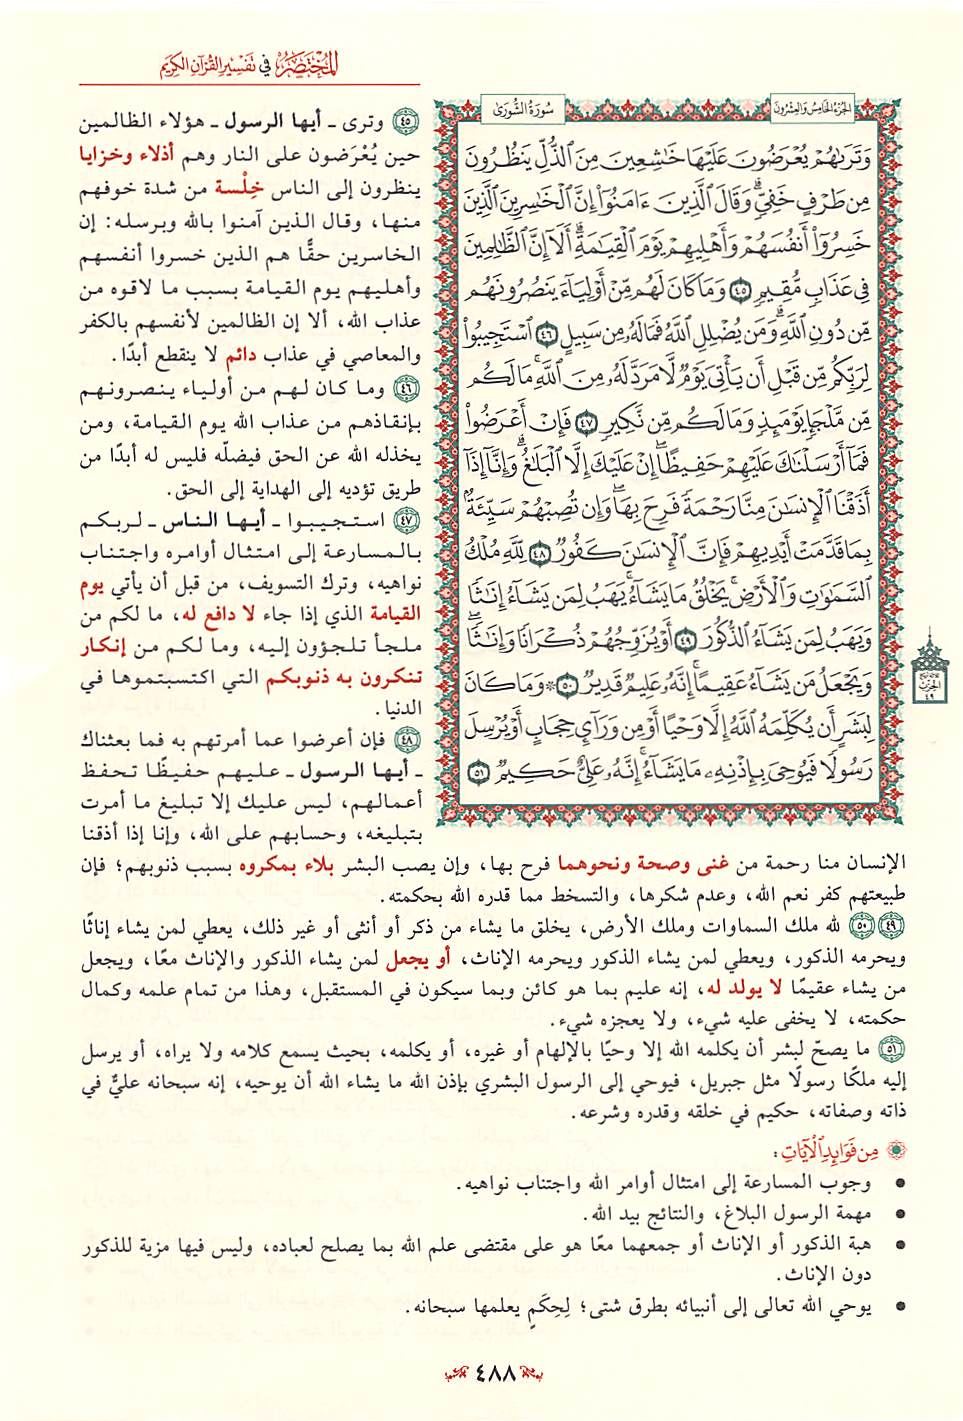 المُخْتَصَرُ في تَفْسِيرِ القُرْآنِ الكَرِيمِ
الجزء الخامس والعشرون
سُورَةُ الشُّورَىٰ
وَتَرَىٰهُمْ يُعْرَضُونَ عَلَيْهَا خَٰشِعِينَ مِنَ ٱلذُّلِّ يَنظُرُونَ
مِن طَرْفٍ خَفِيٍّۗ وَقَالَ ٱلَّذِينَ ءَامَنُوٓاْ إِنَّ ٱلْخَٰسِرِينَ ٱلَّذِينَ
خَسِرُوٓاْ أَنفُسَهُمْ وَأَهْلِيهِمْ يَوْمَ ٱلْقِيَٰمَةِۗ أَلَآ إِنَّ ٱلظَّٰلِمِينَ
فِي عَذَابٍ مُّقِيمٍ ٤٥ وَمَا كَانَ لَهُم مِّنْ أَوْلِيَآءَ يَنصُرُونَهُم
مِّن دُونِ ٱللَّهِۗ وَمَن يُضْلِلِ ٱللَّهُ فَمَا لَهُۥ مِن سَبِيلٍ ٤٦ ٱسْتَجِيبُواْ
لِرَبِّكُم مِّن قَبْلِ أَن يَأْتِيَ يَوْمٌ لَّا مَرَدَّ لَهُۥ مِنَ ٱللَّهِۚ مَا لَكُم
مِّن مَّلْجَإٍ يَوْمَئِذٍ وَمَا لَكُم مِّن نَّكِيرٍ ٤٧ فَإِنْ أَعْرَضُواْ
فَمَآ أَرْسَلْنَٰكَ عَلَيْهِمْ حَفِيظًاۖ إِنْ عَلَيْكَ إِلَّا ٱلْبَلَٰغُۗ وَإِنَّآ إِذَآ
أَذَقْنَا ٱلْإِنسَٰنَ مِنَّا رَحْمَةً فَرِحَ بِهَاۖ وَإِن تُصِبْهُمْ سَيِّئَةُۢ
بِمَا قَدَّمَتْ أَيْدِيهِمْ فَإِنَّ ٱلْإِنسَٰنَ كَفُورٌ ٤٨ لِّلَّهِ مُلْكُ
ٱلسَّمَٰوَٰتِ وَٱلْأَرْضِۚ يَخْلُقُ مَا يَشَآءُۚ يَهَبُ لِمَن يَشَآءُ إِنَٰثًا
وَيَهَبُ لِمَن يَشَآءُ ٱلذُّكُورَ ٤٩ أَوْ يُزَوِّجُهُمْ ذُكْرَانًا وَإِنَٰثًاۖ
وَيَجْعَلُ مَن يَشَآءُ عَقِيمًاۚ إِنَّهُۥ عَلِيمٌ قَدِيرٌ ٥٠ ۞ وَمَا كَانَ
لِبَشَرٍ أَن يُكَلِّمَهُ ٱللَّهُ إِلَّا وَحْيًا أَوْ مِن وَرَآيِٕ حِجَابٍ أَوْ يُرْسِلَ
رَسُولًا فَيُوحِيَ بِإِذْنِهِۦ مَا يَشَآءُۚ إِنَّهُۥ عَلِيٌّ حَكِيمٌ ٥١
الحزب
٤٩
٤٥ وترى ـ أيها الرسول ـ هؤلاء الظالمين
حين يُعْرَضون على النار وهم أذلاء وخزايا
ينظرون إلى الناس خِلْسة من شدة خوفهم
منها، وقال الذين آمنوا بالله وبرسله: إن
الخاسرين حقًّا هم الذين خسروا أنفسهم
وأهليهم يوم القيامة بسبب ما لاقوه من
عذاب الله، ألا إن الظالمين لأنفسهم بالكفر
والمعاصي في عذاب دائم لا ينقطع أبدًا.
٤٦ وما كان لهم من أولياء ينصرونهم
بإنقاذهم من عذاب الله يوم القيامة، ومن
يخذله الله عن الحق فيضلّه فليس له أبدًا من
طريق تؤديه إلى الهداية إلى الحق.
٤٧ استجيبوا ـ أيها الناس ـ لربكم
بالمسارعة إلى امتثال أوامره واجتناب
نواهيه، وترك التسويف، من قبل أن يأتي يوم
القيامة الذي إذا جاء لا دافع له، ما لكم من
ملجأ تلجؤون إليه، وما لكم من إنكار
تنكرون به ذنوبكم التي اكتسبتموها في
الدنيا.
٤٨ فإن أعرضوا عما أمرتهم به فما بعثناك
ـ أيها الرسول ـ عليهم حفيظًا تحفظ
أعمالهم، ليس عليك إلا تبليغ ما أمرت
بتبليغه، وحسابهم على الله، وإنا إذا أذقنا
الإنسان منا رحمة من غنى وصحة ونحوهما فرح بها، وإن يصب البشر بلاء بمكروه بسبب ذنوبهم؛ فإن
طبيعتهم كفر نعم الله، وعدم شكرها، والتسخط مما قدره الله بحكمته.
٤٩ ٥٠ لله ملك السماوات وملك الأرض، يخلق ما يشاء من ذكر أو أنثى أو غير ذلك، يعطي لمن يشاء إناثًا
ويحرمه الذكور، ويعطي لمن يشاء الذكور ويحرمه الإناث، أو يجعل لمن يشاء الذكور والإناث معًا، ويجعل
من يشاء عقيمًا لا يولد له، إنه عليم بما هو كائن وبما سيكون في المستقبل، وهذا من تمام علمه وكمال
حكمته، لا يخفى عليه شيء، ولا يعجزه شيء.
٥١ ما يصحّ لبشر أن يكلمه الله إلا وحيًا بالإلهام أو غيره، أو يكلمه، بحيث يسمع كلامه ولا يراه، أو يرسل
إليه ملكًا رسولًا مثل جبريل، فيوحي إلى الرسول البشري بإذن الله ما يشاء الله أن يوحيه، إنه سبحانه عليٌّ في
ذاته وصفاته، حكيم في خلقه وقدره وشرعه.
مِن فَوَائِدِ الآيَاتِ:
• وجوب المسارعة إلى امتثال أوامر الله واجتناب نواهيه.
• مهمة الرسول البلاغ، والنتائج بيد الله.
• هبة الذكور أو الإناث أو جمعهما معًا هو على مقتضى علم الله بما يصلح لعباده، وليس فيها مزية للذكور
دون الإناث.
• يوحي الله تعالى إلى أنبيائه بطرق شتى؛ لِحِكَمٍ يعلمها سبحانه.
٤٨٨